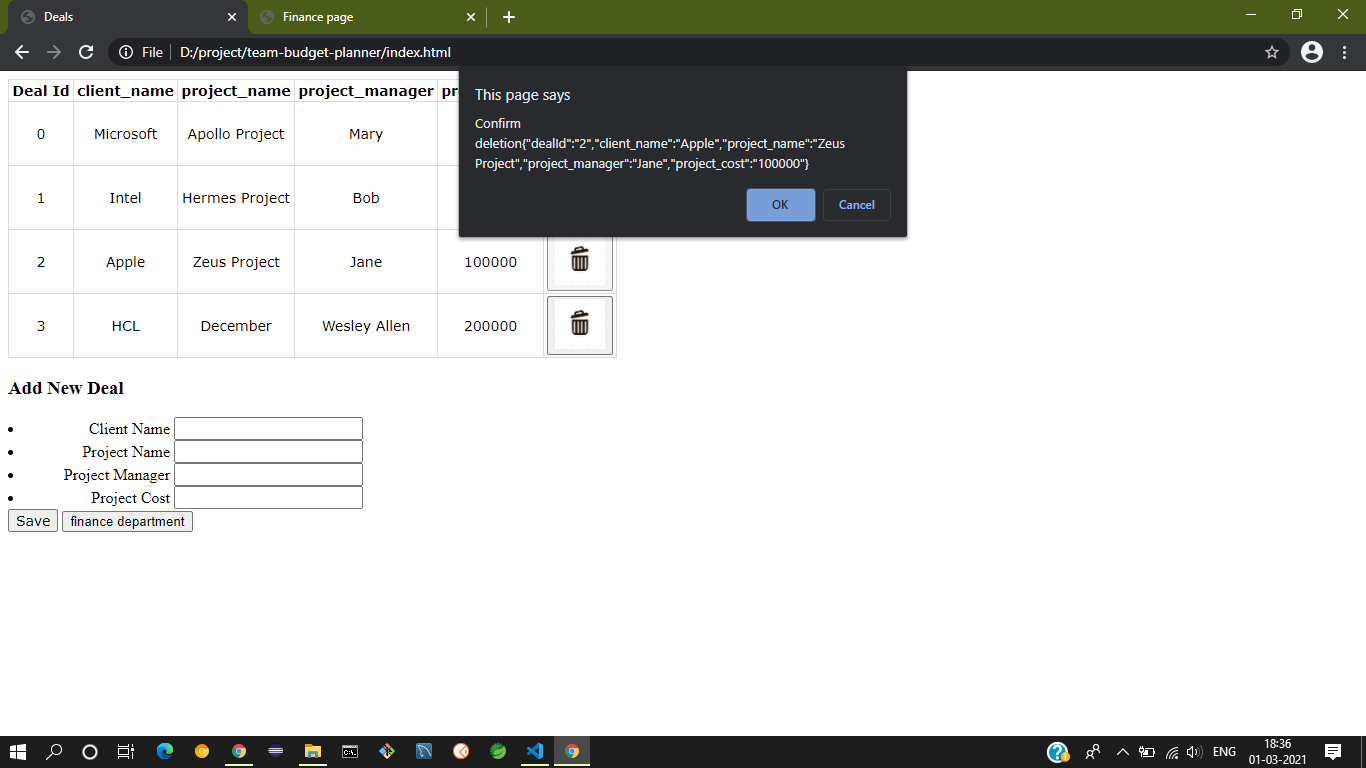 Deals
Finance page
File
D:/project/team-budget-planner/index.html
This page says
Confirm
deletion{"dealId":"2","client_name":"Apple","project_name":"Zeus
Project","project_manager":"Jane","project_cost":"100000"}
OK
Cancel
Deal Id client_name project_name project_manager
0 Microsoft Apollo Project Mary
1 Intel Hermes Project Bob
2 Apple Zeus Project Jane 100000
3 HCL December Wesley Allen 200000
Add New Deal
Client Name
Project Name
Project Manager
Project Cost
Save finance department
ENG
18:36
01-03-2021